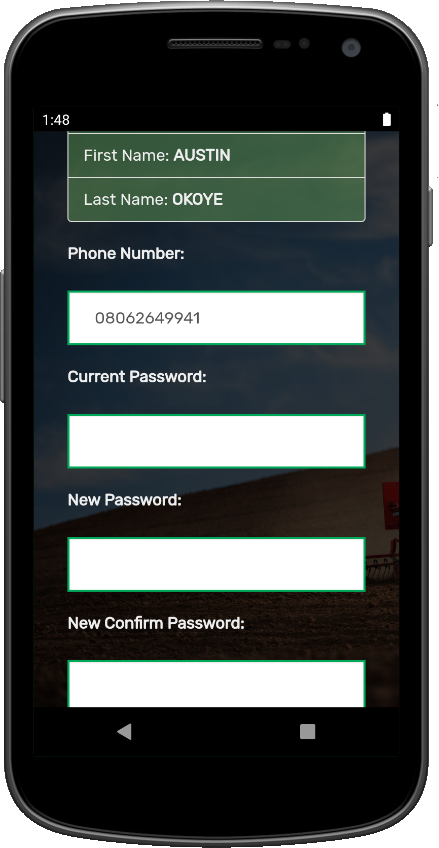 1:48
First Name: AUSTIN
Last Name: OKOYE
Phone Number:
08062649941
Current Password:
New Password:
New Confirm Password: